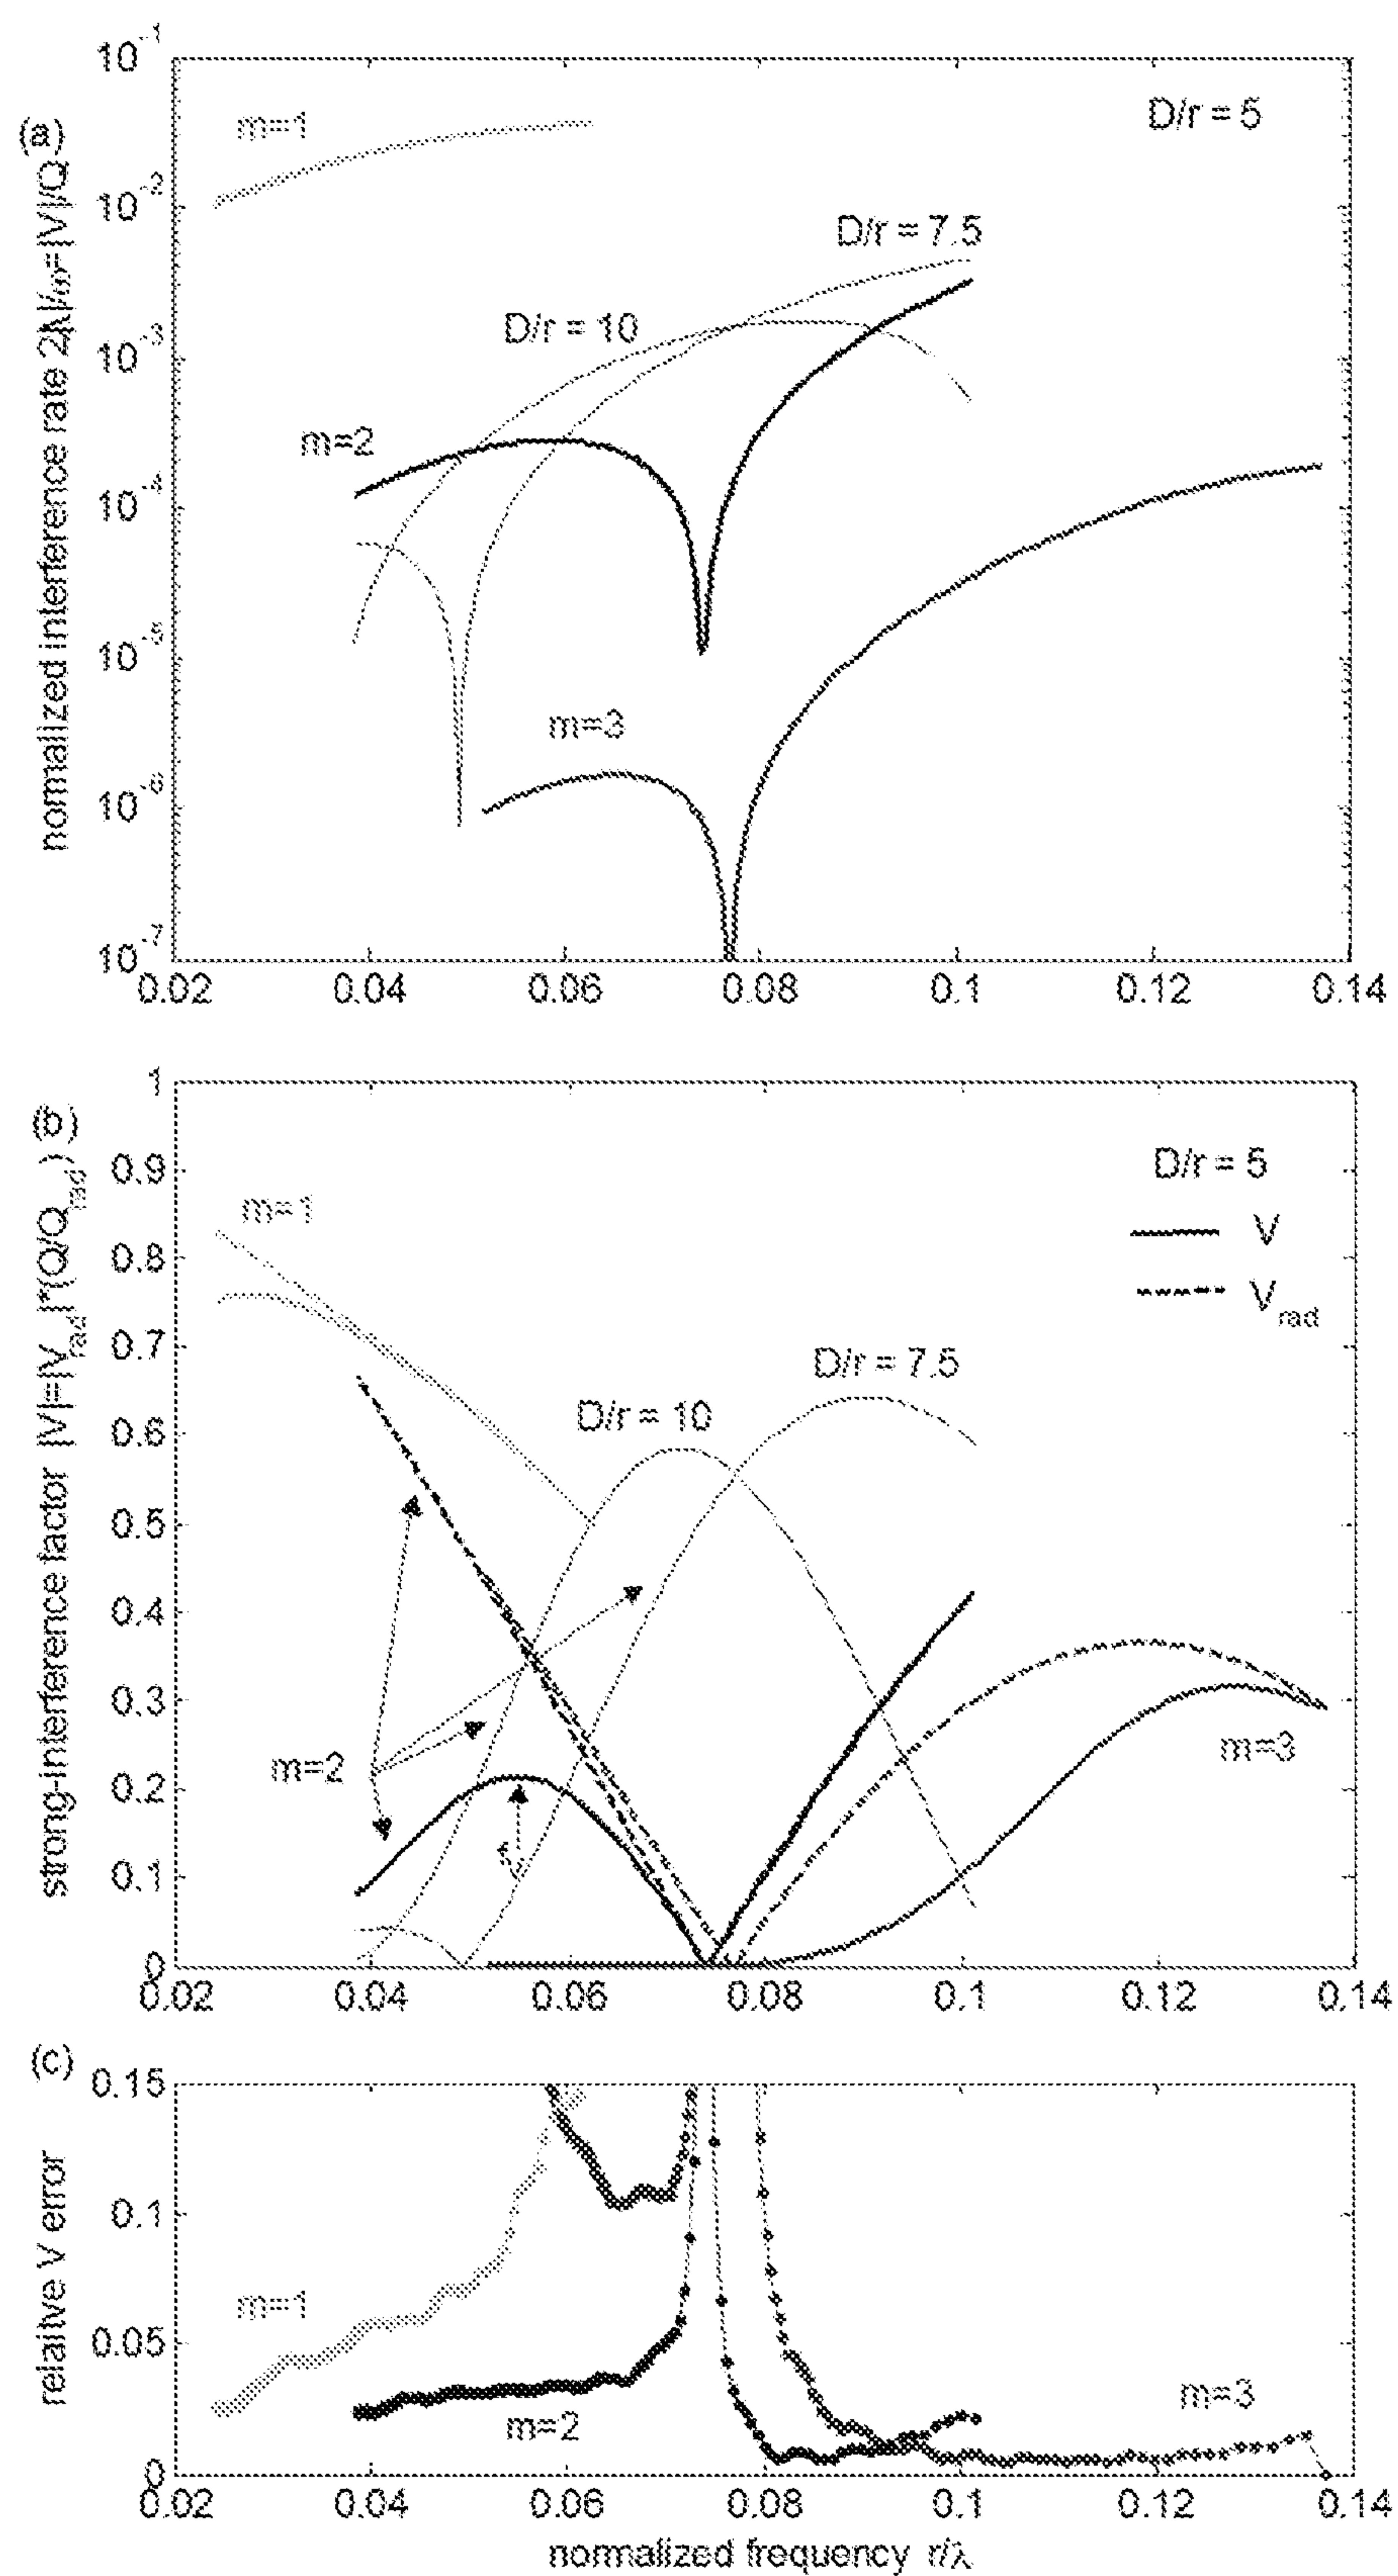 (a)
normalized interference rate 2|Λ|/ω=|V|/Q
10^-1
10^-2
10^-3
10^-4
10^-5
10^-6
10^-7
m=1
D/r = 5
D/r = 7.5
D/r = 10
m=2
m=3
0.02 0.04 0.06 0.08 0.1 0.12 0.14
(b)
strong-interference factor |V|=|V_rad|*(Q/Q_rad)
1
0.9
0.8
0.7
0.6
0.5
0.4
0.3
0.2
0.1
0
m=1
D/r = 5
V
V_rad
D/r = 7.5
D/r = 10
m=2
m=3
0.02 0.04 0.06 0.08 0.1 0.12 0.14
(c)
relaitve V error
0.15
0.1
0.05
0
m=1
m=2
m=3
0.02 0.04 0.06 0.08 0.1 0.12 0.14
normalized frequency r/λ